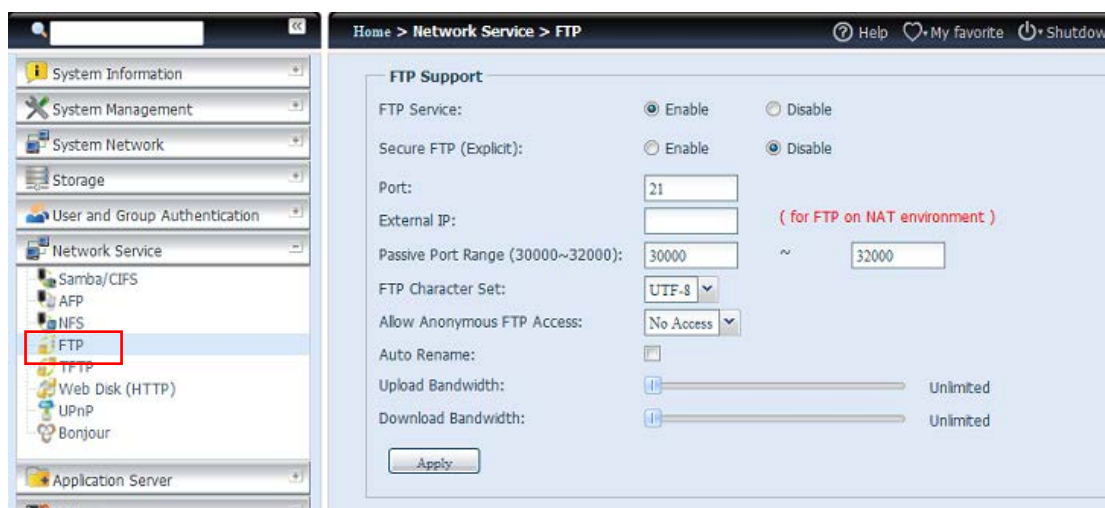 Home > Network Service > FTP
Help My favorite Shutdow
System Information
System Management
System Network
Storage
User and Group Authentication
Network Service
Samba/CIFS
AFP
NFS
FTP
TFTP
Web Disk (HTTP)
UPnP
Bonjour
Application Server
FTP Support
FTP Service: Enable Disable
Secure FTP (Explicit): Enable Disable
Port: 21
External IP: ( for FTP on NAT environment )
Passive Port Range (30000~32000): 30000 ~ 32000
FTP Character Set: UTF-8
Allow Anonymous FTP Access: No Access
Auto Rename:
Upload Bandwidth: Unlimited
Download Bandwidth: Unlimited
Apply